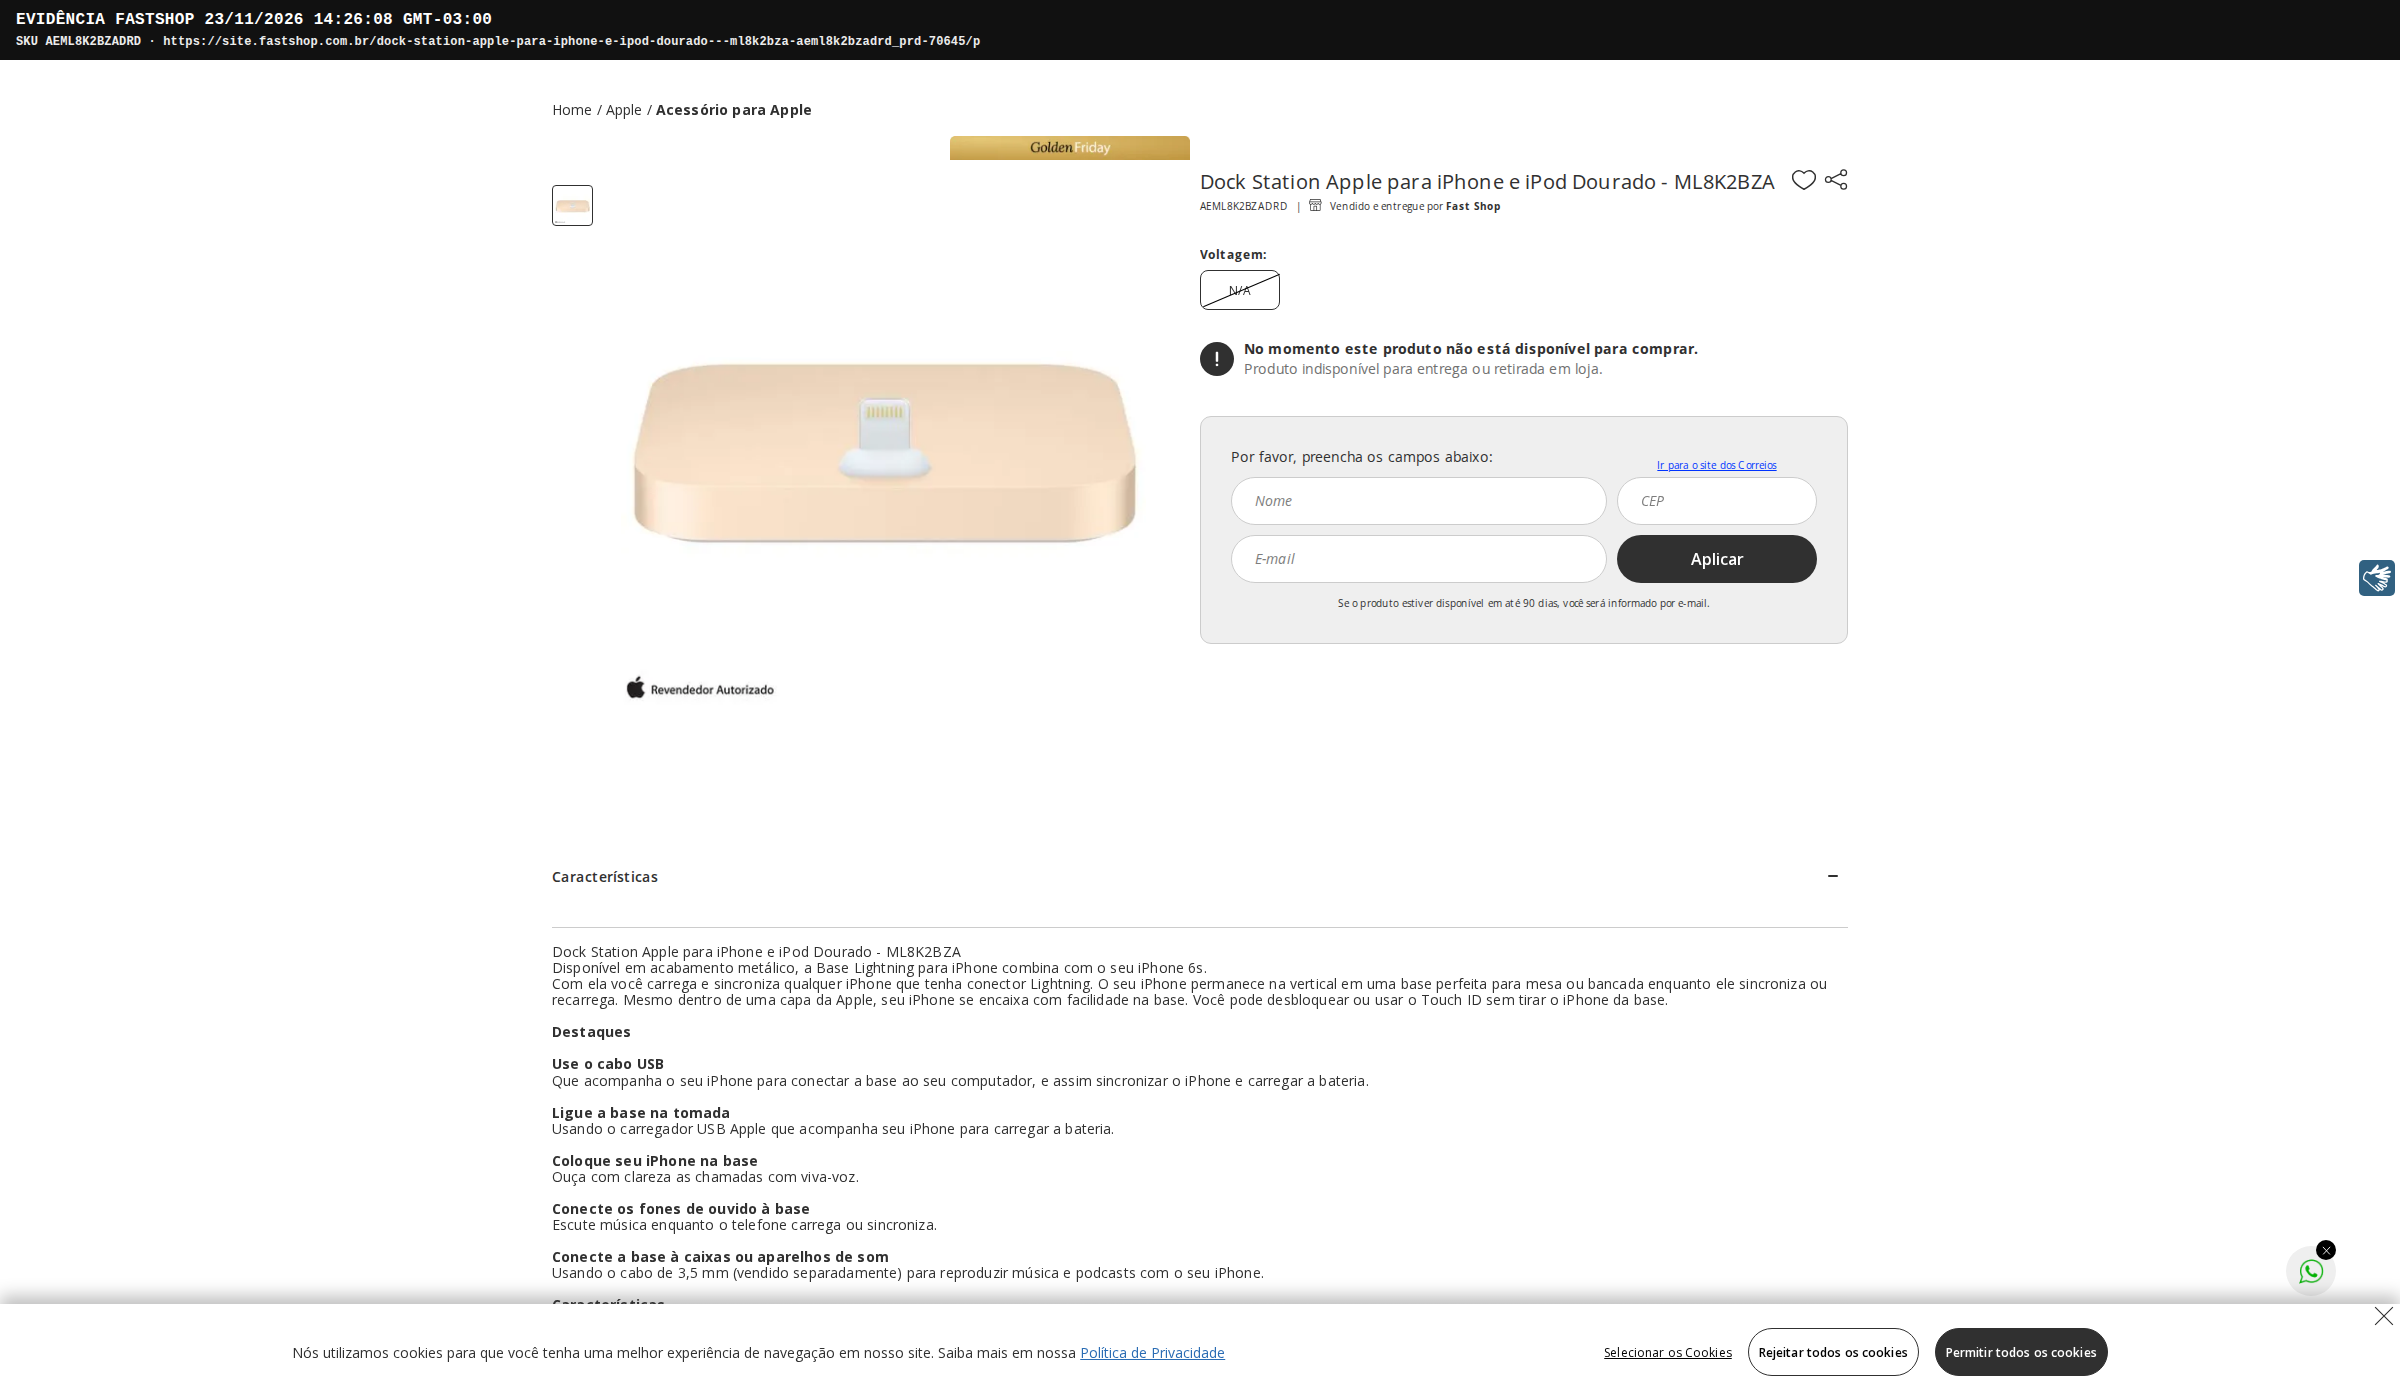 EVIDÊNCIA FASTSHOP 23/11/2026 14:26:08 GMT-03:00
SKU AEML8K2BZADRD · https://site.fastshop.com.br/dock-station-apple-para-iphone-e-ipod-dourado---ml8k2bza-aeml8k2bzadrd_prd-70645/p
Home / Apple / Acessório para Apple
Golden Friday
Dock Station Apple para iPhone e iPod Dourado - ML8K2BZA
AEML8K2BZADRD | Vendido e entregue por Fast Shop
Voltagem:
N/A
No momento este produto não está disponível para comprar.
Produto indisponível para entrega ou retirada em loja.
Por favor, preencha os campos abaixo:
Ir para o site dos Correios
Nome
CEP
E-mail
Aplicar
Se o produto estiver disponível em até 90 dias, você será informado por e-mail.
Revendedor Autorizado
Características
Dock Station Apple para iPhone e iPod Dourado - ML8K2BZA
Disponível em acabamento metálico, a Base Lightning para iPhone combina com o seu iPhone 6s.
Com ela você carrega e sincroniza qualquer iPhone que tenha conector Lightning. O seu iPhone permanece na vertical em uma base perfeita para mesa ou bancada enquanto ele sincroniza ou
recarrega. Mesmo dentro de uma capa da Apple, seu iPhone se encaixa com facilidade na base. Você pode desbloquear ou usar o Touch ID sem tirar o iPhone da base.
Destaques
Use o cabo USB
Que acompanha o seu iPhone para conectar a base ao seu computador, e assim sincronizar o iPhone e carregar a bateria.
Ligue a base na tomada
Usando o carregador USB Apple que acompanha seu iPhone para carregar a bateria.
Coloque seu iPhone na base
Ouça com clareza as chamadas com viva-voz.
Conecte os fones de ouvido à base
Escute música enquanto o telefone carrega ou sincroniza.
Conecte a base à caixas ou aparelhos de som
Usando o cabo de 3,5 mm (vendido separadamente) para reproduzir música e podcasts com o seu iPhone.
Características
Nós utilizamos cookies para que você tenha uma melhor experiência de navegação em nosso site. Saiba mais em nossa Política de Privacidade
Selecionar os Cookies
Rejeitar todos os cookies
Permitir todos os cookies